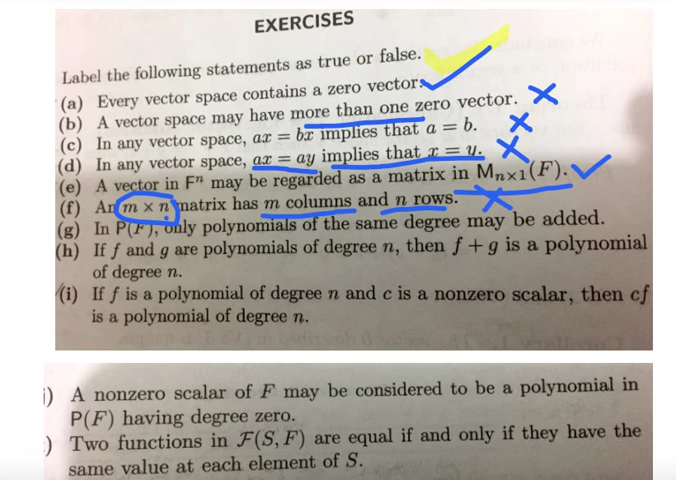 EXERCISES
Label the following statements as true or false.
(a) Every vector space contains a zero vector.
(b) A vector space may have more than one zero vector.
(c) In any vector space, ax = bx implies that a = b.
(d) In any vector space, ax = ay implies that x = y.
(e) A vector in Fⁿ may be regarded as a matrix in Mₙₓ₁(F).
(f) An m × n matrix has m columns and n rows.
(g) In P(F), only polynomials of the same degree may be added.
(h) If f and g are polynomials of degree n, then f + g is a polynomial
of degree n.
(i) If f is a polynomial of degree n and c is a nonzero scalar, then cf
is a polynomial of degree n.
) A nonzero scalar of F may be considered to be a polynomial in
P(F) having degree zero.
) Two functions in F(S, F) are equal if and only if they have the
same value at each element of S.